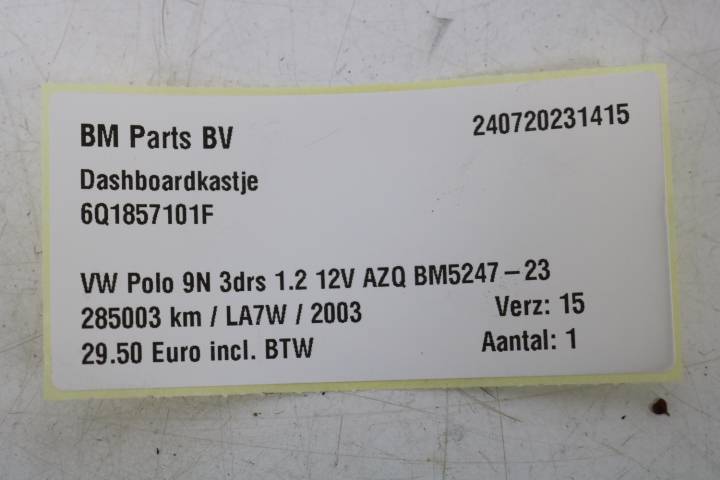 BM Parts BV 240720231415
Dashboardkastje
6Q1857101F
VW Polo 9N 3drs 1.2 12V AZQ BM5247-23
285003 km / LA7W / 2003 Verz: 15
29.50 Euro incl. BTW Aantal: 1